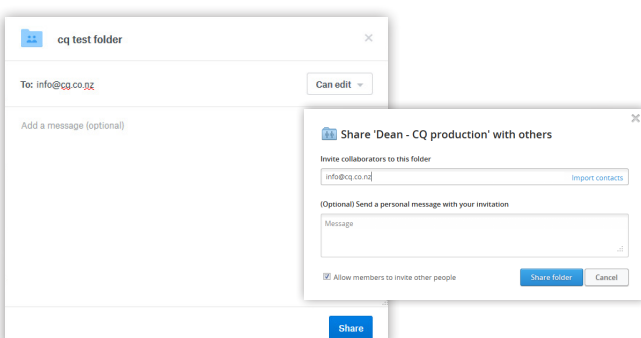 cq test folder
To: info@cq.co.nz
Can edit
Add a message (optional)
Share
Share 'Dean - CQ production' with others
Invite collaborators to this folder
info@cq.co.nz
Import contacts
(Optional) Send a personal message with your invitation
Message
Allow members to invite other people
Share folder
Cancel